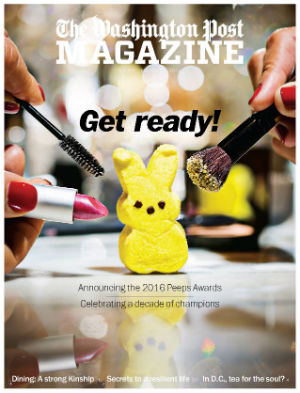 The Washington Post
MAGAZINE
Get ready!
Announcing the 2016 Peeps Awards
Celebrating a decade of champions
Dining: A strong Kinship Secrets to a resilient life In D.C., tea for the soul?